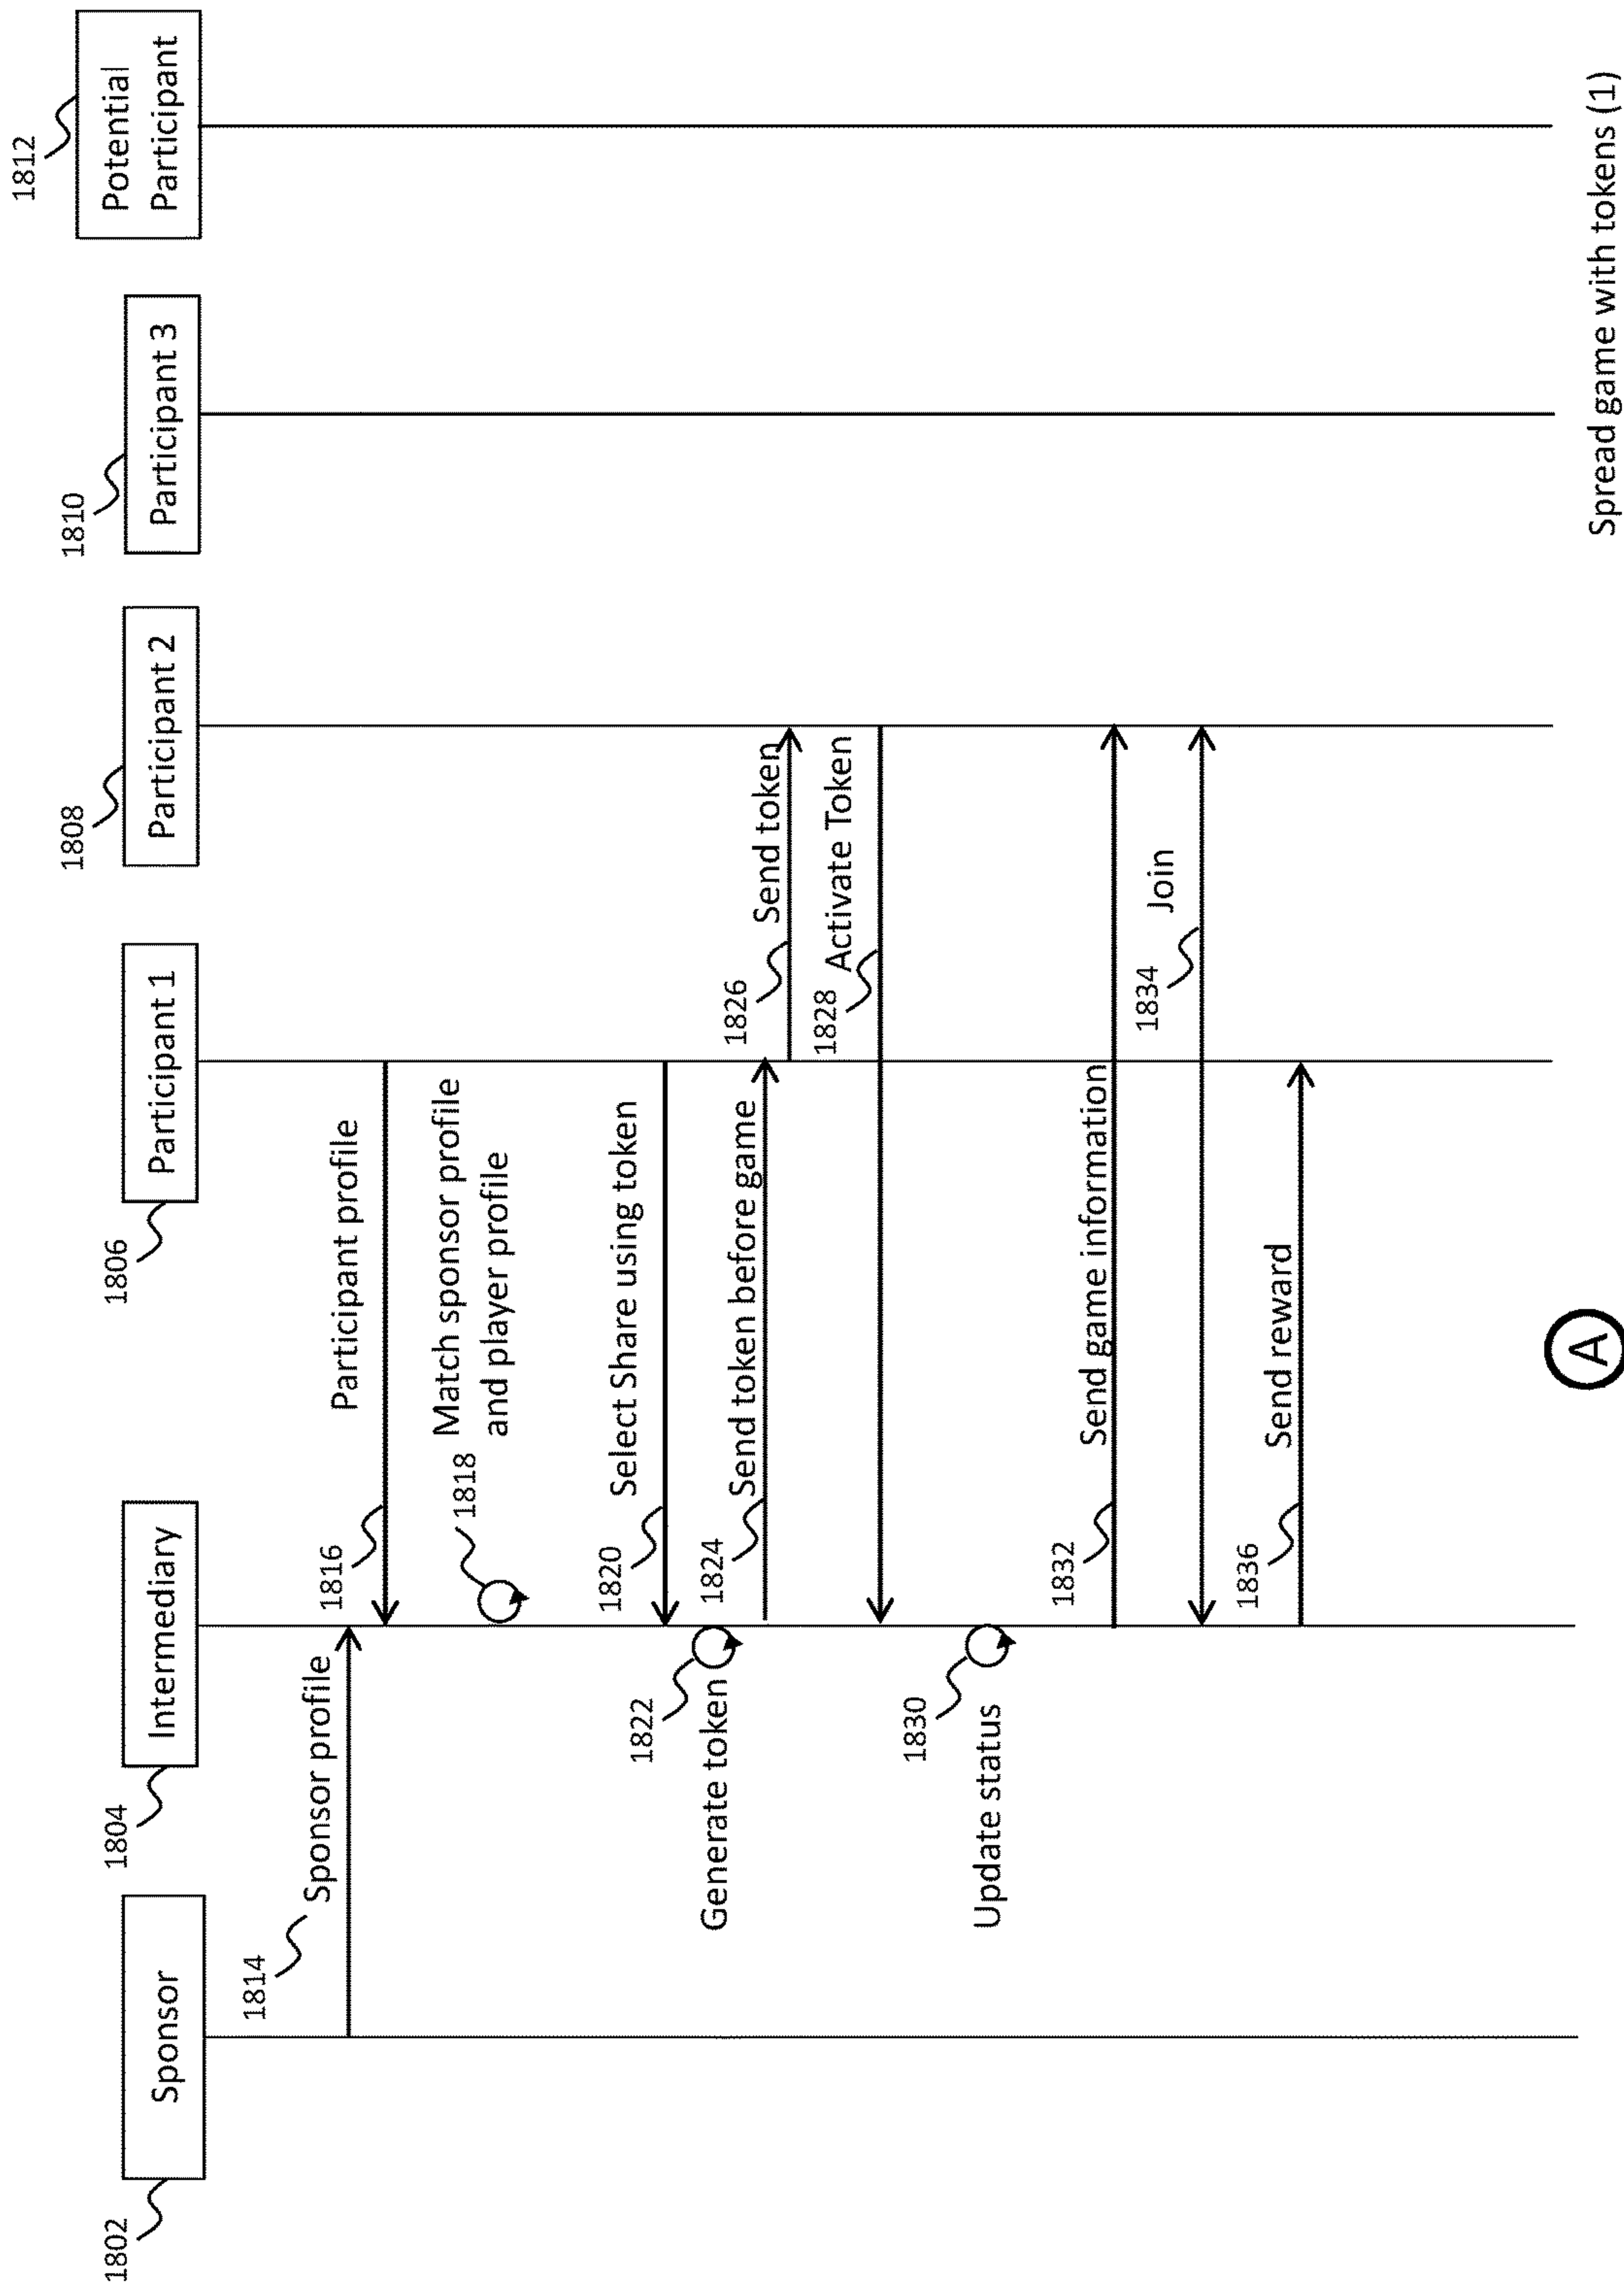 1802
Sponsor
1804
Intermediary
1806
Participant 1
1808
Participant 2
1810
Participant 3
1812
Potential
Participant
1814
Sponsor profile
1816
Participant profile
1818
Match sponsor profile
and player profile
1820
Select Share using token
1822
Generate token
1824
Send token before game
1826
Send token
1828
Activate Token
1830
Update status
1832
Send game information
1834
Join
1836
Send reward
A
Spread game with tokens (1)